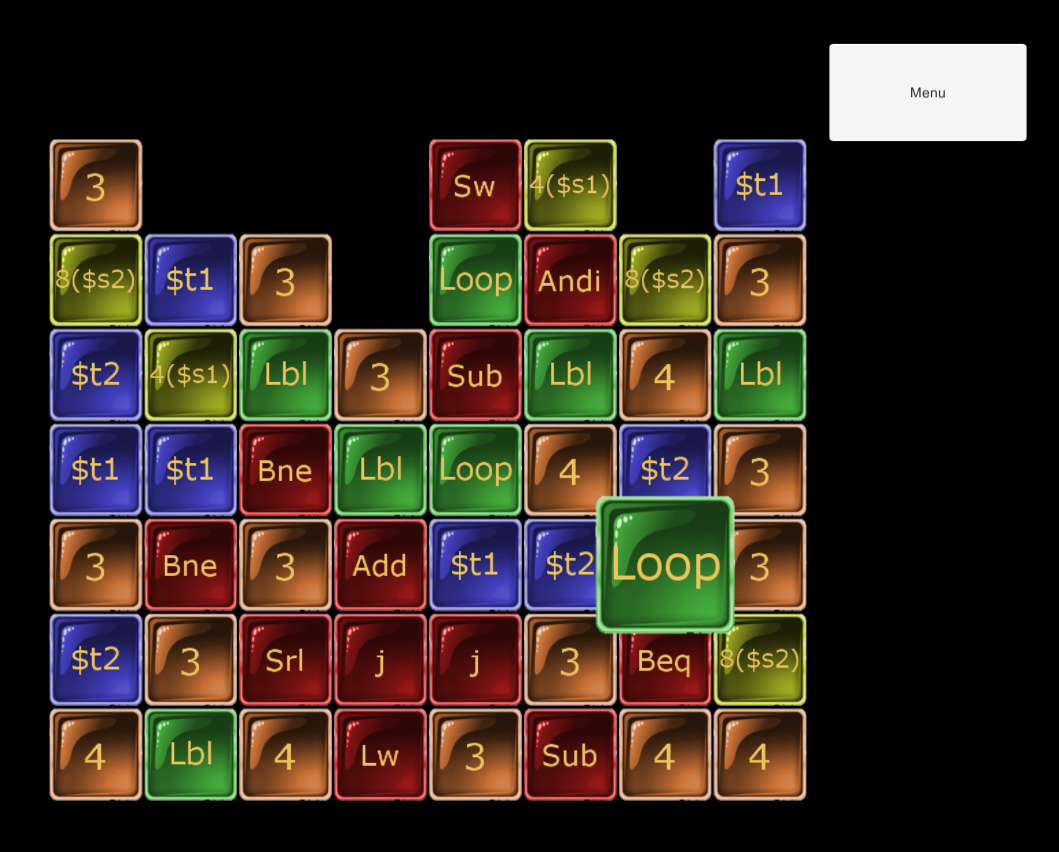 Menu
3 Sw 4($s1) $t1
8($s2) $t1 3 Loop Andi 8($s2) 3
$t2 4($s1) Lbl 3 Sub Lbl 4 Lbl
$t1 $t1 Bne Lbl Loop 4 $t2 3
3 Bne 3 Add $t1 $t2 Loop 3
$t2 3 Srl j j 3 Beq 8($s2)
4 Lbl 4 Lw 3 Sub 4 4